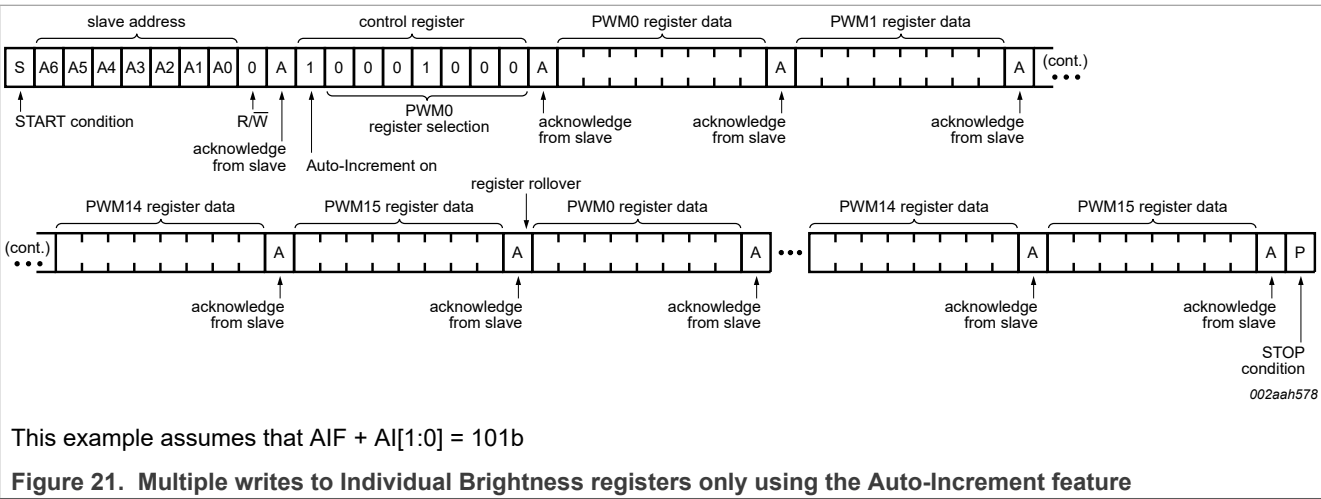 slave address control register PWM0 register data PWM1 register data
S A6 A5 A4 A3 A2 A1 A0 0 A 1 0 0 0 1 0 0 0 A A A (cont.)
START condition R/W̅ PWM0 acknowledge acknowledge acknowledge
register selection from slave from slave from slave
acknowledge
from slave Auto-Increment on
register rollover
PWM14 register data PWM15 register data PWM0 register data PWM14 register data PWM15 register data
(cont.) A A A A A P
acknowledge acknowledge acknowledge acknowledge acknowledge
from slave from slave from slave from slave from slave
STOP
condition
002aah578
This example assumes that AIF + AI[1:0] = 101b
Figure 21. Multiple writes to Individual Brightness registers only using the Auto-Increment feature